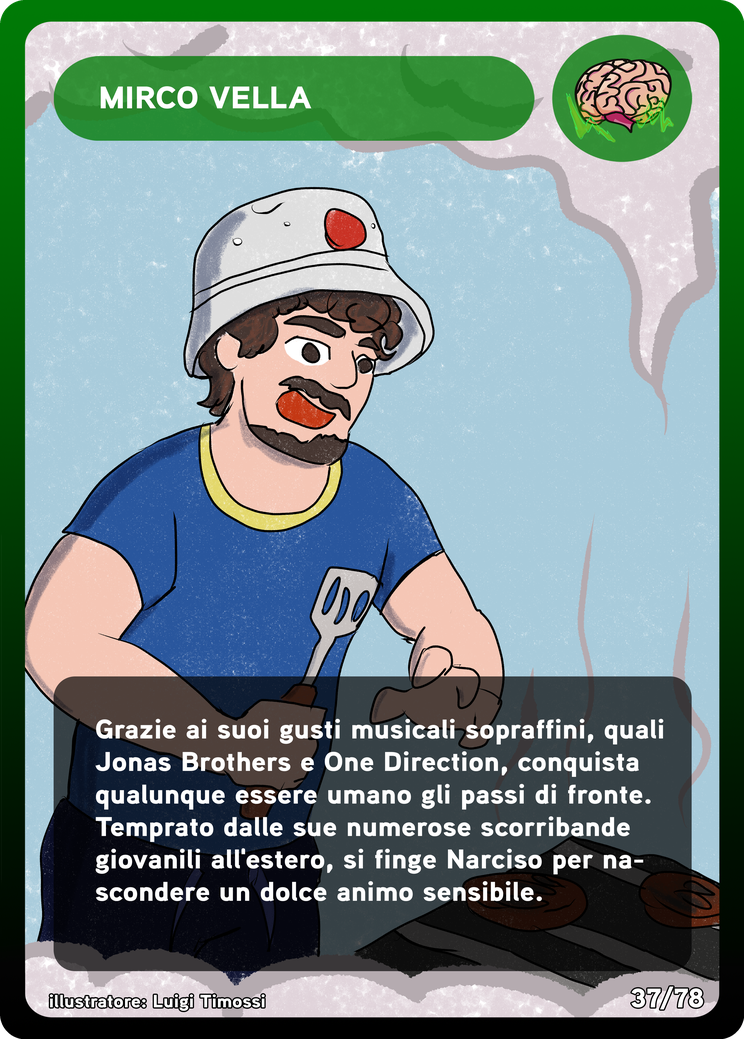 MIRCO VELLA
Grazie ai suoi gusti musicali sopraffini, quali
Jonas Brothers e One Direction, conquista
qualunque essere umano gli passi di fronte.
Temprato dalle sue numerose scorribande
giovanili all'estero, si finge Narciso per na-
scondere un dolce animo sensibile.
illustratore: Luigi Timossi
37/78